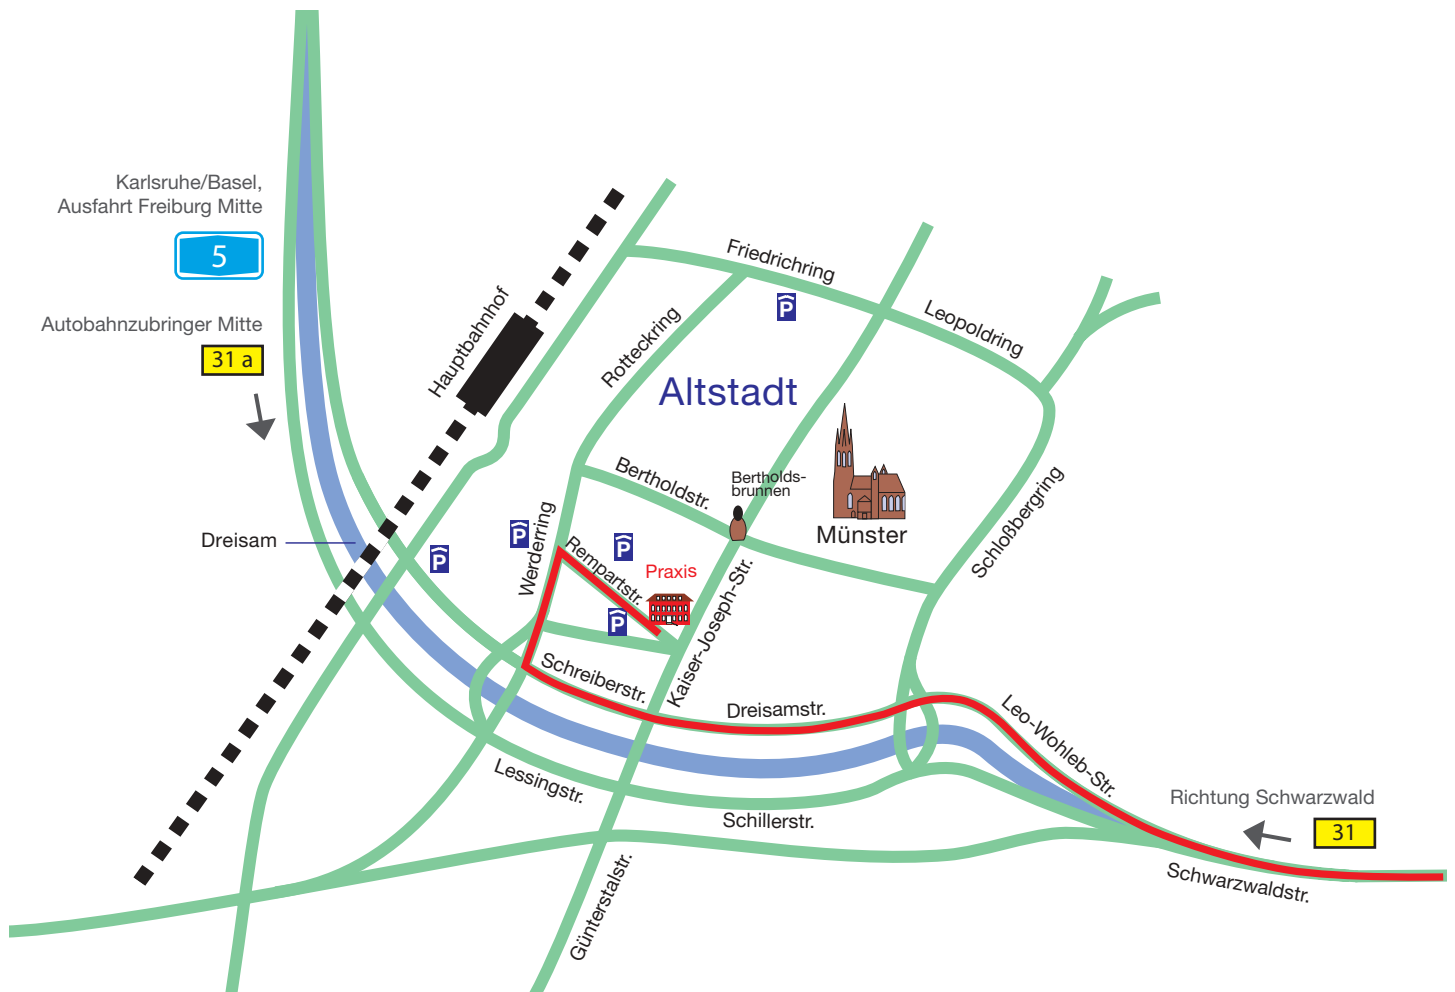 Karlsruhe/Basel,
Ausfahrt Freiburg Mitte
5
Autobahnzubringer Mitte
31 a
Hauptbahnhof
Friedrichring
Leopoldring
Rotteckring
P
Altstadt
Bertholdstr.
Bertholds-
brunnen
Münster
Schloßbergring
Dreisam
P
P
P
Werderring
Rempartstr.
Praxis
P
Kaiser-Joseph-Str.
Schreiberstr.
Dreisamstr.
Leo-Wohleb-Str.
Lessingstr.
Schillerstr.
Richtung Schwarzwald
31
Schwarzwaldstr.
Günterstalstr.